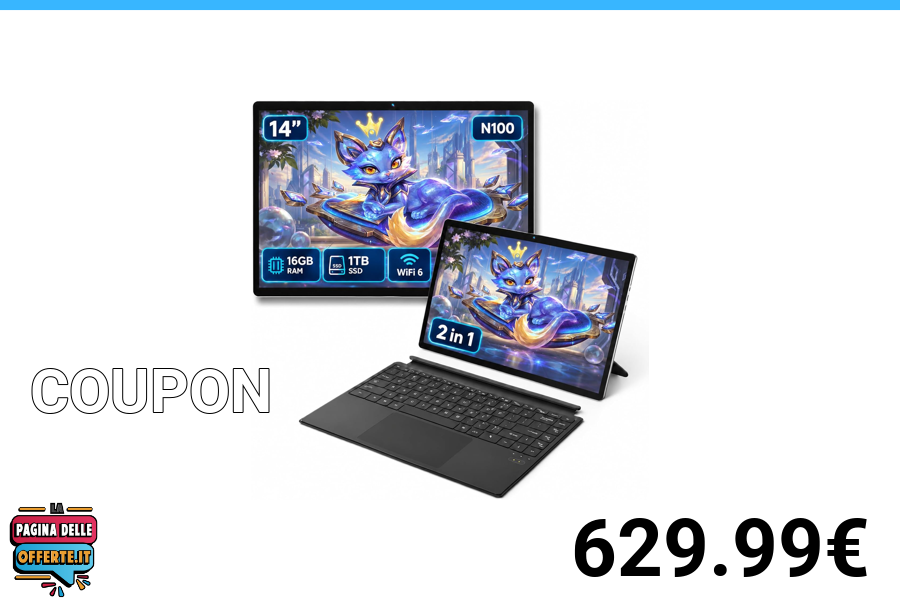 14”
N100
16GB
RAM
SSD
1TB
SSD
WiFi 6
2 in 1
COUPON
LA
PAGINA DELLE
OFFERTE.IT
629.99€